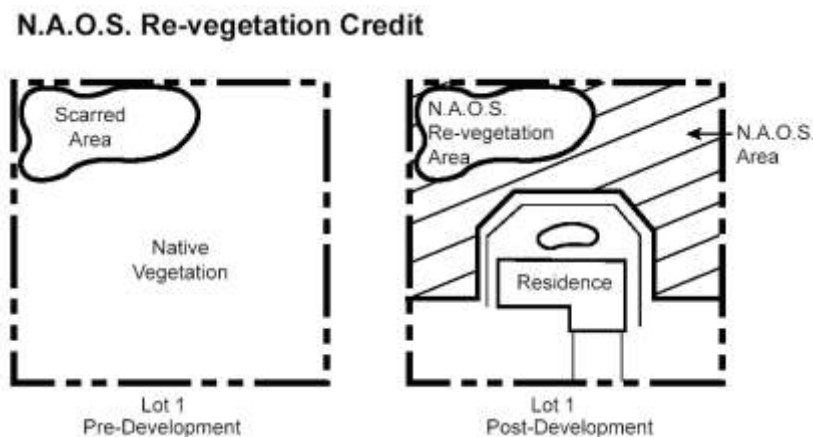 N.A.O.S. Re-vegetation Credit
Scarred
Area
Native
Vegetation
Lot 1
Pre-Development
N.A.O.S.
Re-vegetation
Area
N.A.O.S.
Area
Residence
Lot 1
Post-Development